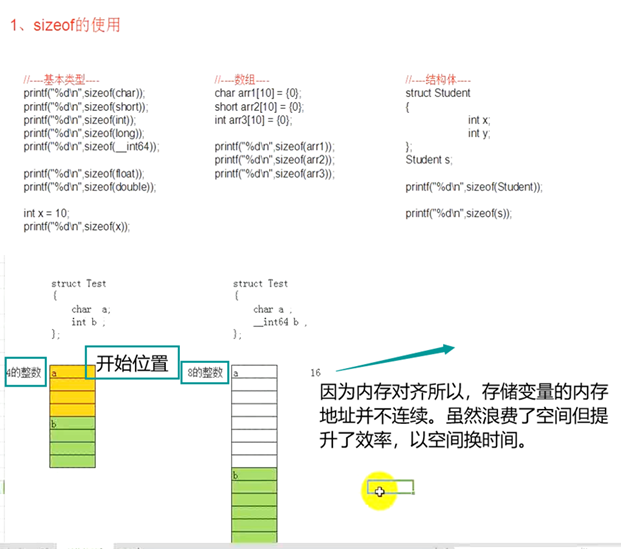 1、sizeof的使用
//----基本类型----
printf("%d\n",sizeof(char));
printf("%d\n",sizeof(short));
printf("%d\n",sizeof(int));
printf("%d\n",sizeof(long));
printf("%d\n",sizeof(__int64));
printf("%d\n",sizeof(float));
printf("%d\n",sizeof(double));
int x = 10;
printf("%d\n",sizeof(x));
//----数组----
char arr1[10] = {0};
short arr2[10] = {0};
int arr3[10] = {0};
printf("%d\n",sizeof(arr1));
printf("%d\n",sizeof(arr2));
printf("%d\n",sizeof(arr3));
//----结构体----
struct Student
{
int x;
int y;
};
Student s;
printf("%d\n",sizeof(Student));
printf("%d\n",sizeof(s));
struct Test
{
char a;
int b ;
};
4的整数
a
开始位置
b
struct Test
{
char a ,
__int64 b ,
};
8的整数
a
b
16
因为内存对齐所以，存储变量的内存
地址并不连续。虽然浪费了空间但提
升了效率，以空间换时间。